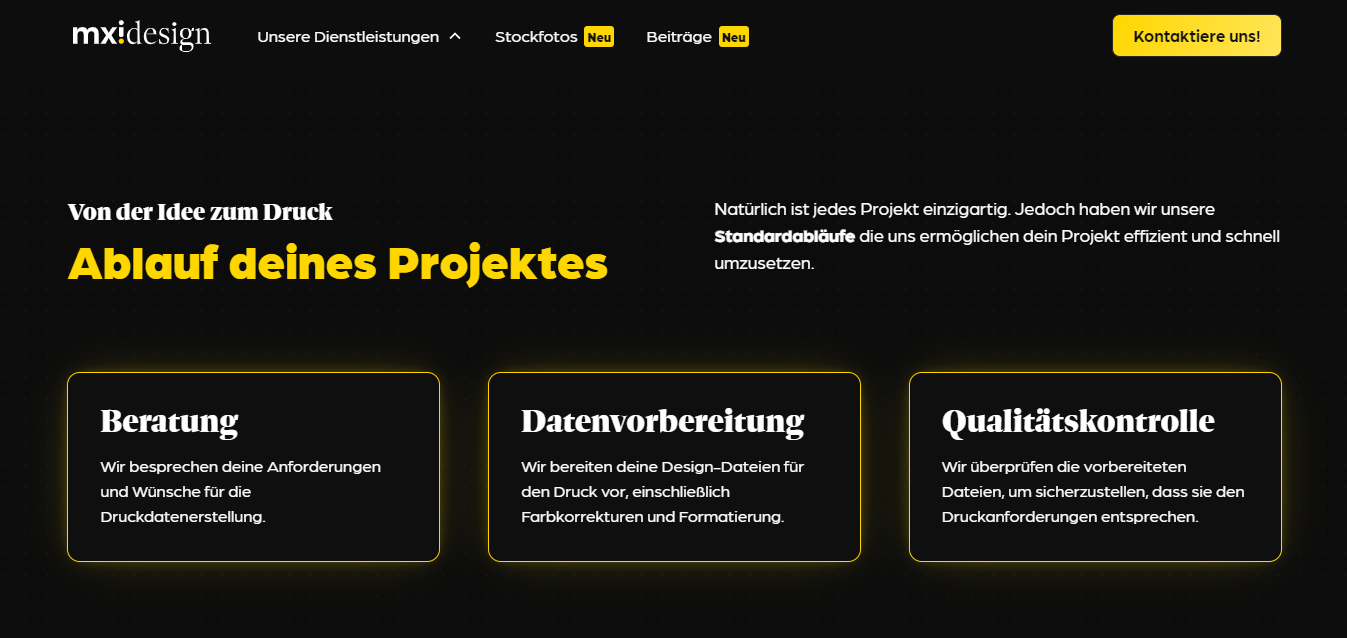 mxidesign
Unsere Dienstleistungen
Stockfotos Neu
Beiträge Neu
Kontaktiere uns!
Von der Idee zum Druck
Ablauf deines Projektes
Natürlich ist jedes Projekt einzigartig. Jedoch haben wir unsere
Standardabläufe die uns ermöglichen dein Projekt effizient und schnell
umzusetzen.
Beratung
Wir besprechen deine Anforderungen
und Wünsche für die
Druckdatenerstellung.
Datenvorbereitung
Wir bereiten deine Design-Dateien für
den Druck vor, einschließlich
Farbkorrekturen und Formatierung.
Qualitätskontrolle
Wir überprüfen die vorbereiteten
Dateien, um sicherzustellen, dass sie den
Druckanforderungen entsprechen.